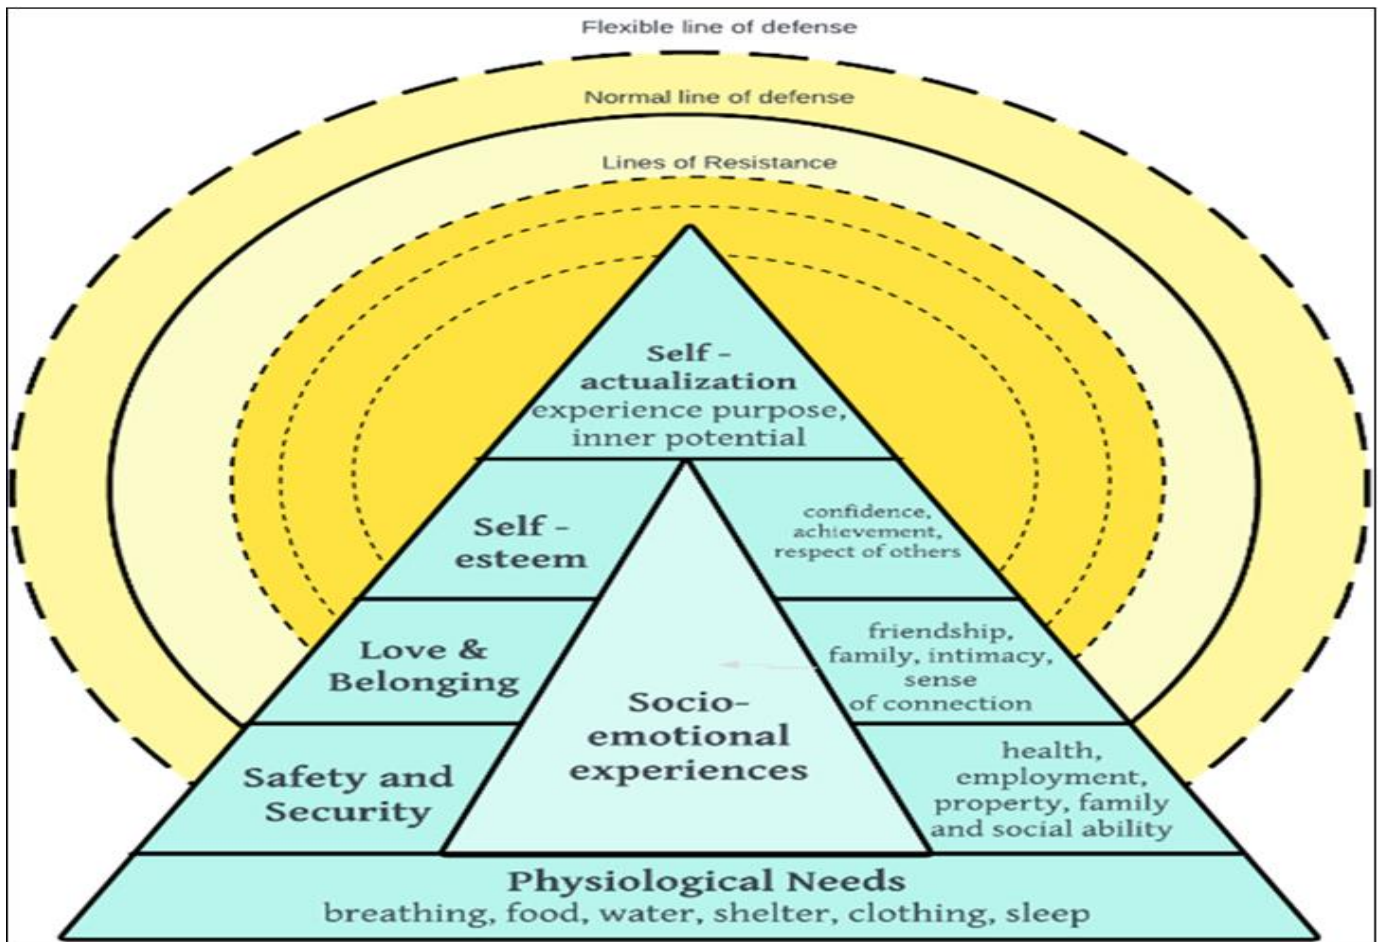 Flexible line of defense
Normal line of defense
Lines of Resistance
Self -
actualization
experience purpose,
inner potential
Self -
esteem
confidence,
achievement,
respect of others
Love &
Belonging
friendship,
family, intimacy,
sense
of connection
Socio-
emotional
experiences
Safety and
Security
health,
employment,
property, family
and social ability
Physiological Needs
breathing, food, water, shelter, clothing, sleep